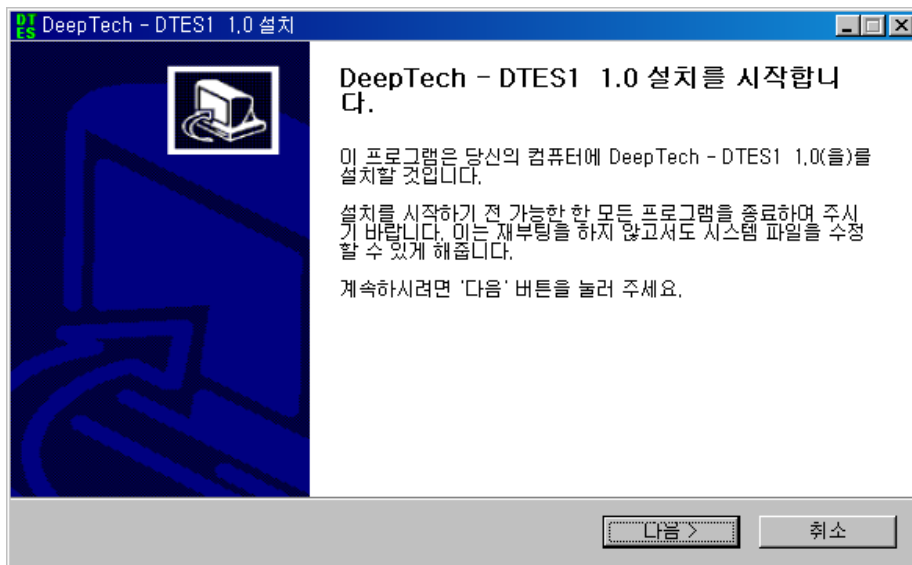 DT
ES
DeepTech - DTES1 1.0 설치
DeepTech - DTES1 1.0 설치를 시작합니
다.
이 프로그램은 당신의 컴퓨터에 DeepTech - DTES1 1.0(을)를
설치할 것입니다.
설치를 시작하기 전 가능한 한 모든 프로그램을 종료하여 주시
기 바랍니다. 이는 재부팅을 하지 않고서도 시스템 파일을 수정
할 수 있게 해줍니다.
계속하시려면 '다음' 버튼을 눌러 주세요.
다음 >
취소